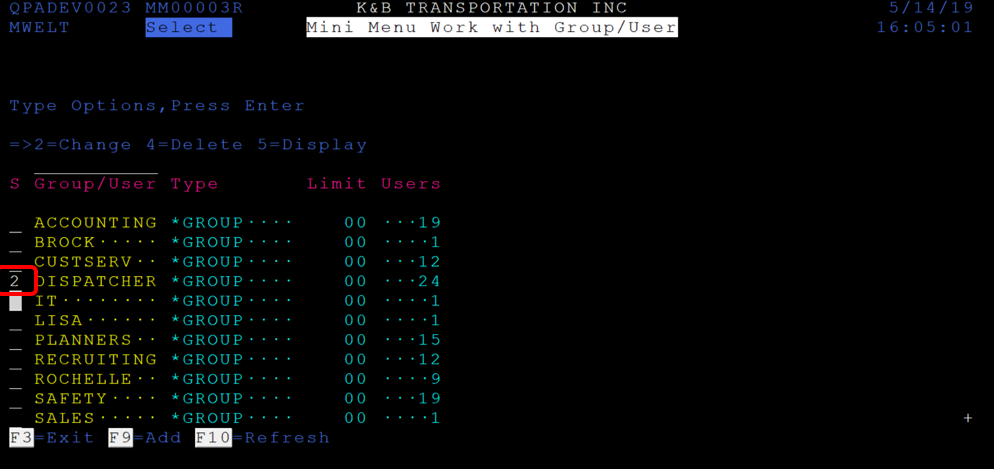 QPADEV0023 MM00003R K&B TRANSPORTATION INC 5/14/19
MWELT Select Mini Menu Work with Group/User 16:05:01
Type Options,Press Enter
=>2=Change 4=Delete 5=Display
S Group/User Type Limit Users
_ ACCOUNTING *GROUP···· 00 ···19
_ BROCK····· *GROUP···· 00 ····1
_ CUSTSERV·· *GROUP···· 00 ···12
2 DISPATCHER *GROUP···· 00 ···24
IT········ *GROUP···· 00 ····1
_ LISA······ *GROUP···· 00 ····1
_ PLANNERS·· *GROUP···· 00 ···15
_ RECRUITING *GROUP···· 00 ···12
_ ROCHELLE·· *GROUP···· 00 ····9
_ SAFETY···· *GROUP···· 00 ···19
_ SALES····· *GROUP···· 00 ····1 +
F3=Exit F9=Add F10=Refresh